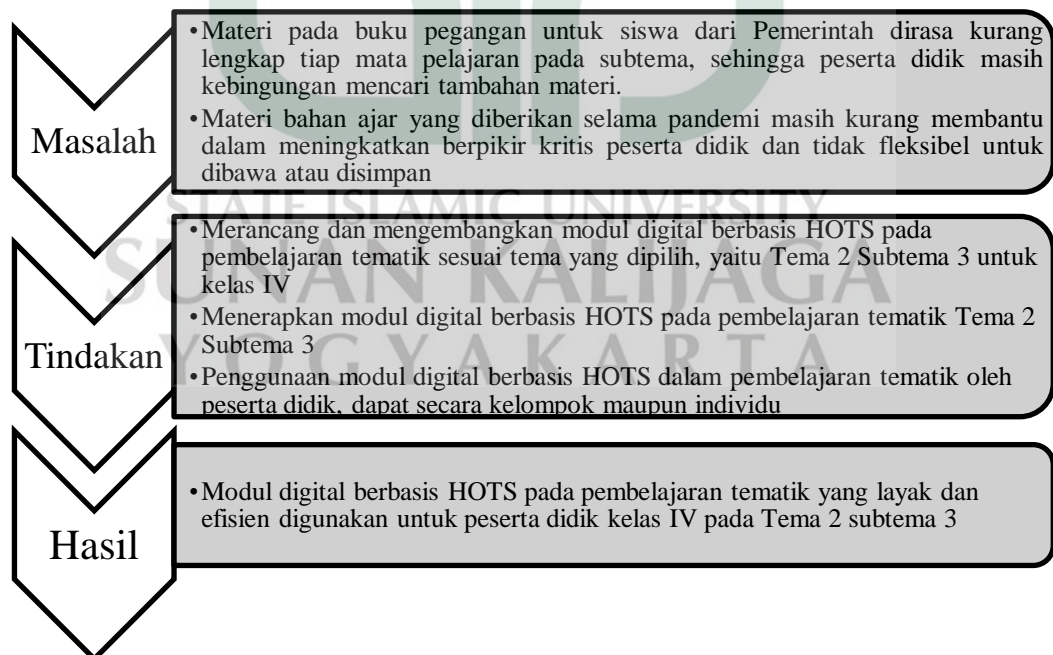 Masalah
•Materi pada buku pegangan untuk siswa dari Pemerintah dirasa kurang
lengkap tiap mata pelajaran pada subtema, sehingga peserta didik masih
kebingungan mencari tambahan materi.
•Materi bahan ajar yang diberikan selama pandemi masih kurang membantu
dalam meningkatkan berpikir kritis peserta didik dan tidak fleksibel untuk
dibawa atau disimpan
STATE ISLAMIC UNIVERSITY
SUNAN KALIJAGA
YOGYAKARTA
Tindakan
•Merancang dan mengembangkan modul digital berbasis HOTS pada
pembelajaran tematik sesuai tema yang dipilih, yaitu Tema 2 Subtema 3 untuk
kelas IV
•Menerapkan modul digital berbasis HOTS pada pembelajaran tematik Tema 2
Subtema 3
•Penggunaan modul digital berbasis HOTS dalam pembelajaran tematik oleh
peserta didik, dapat secara kelompok maupun individu
Hasil
•Modul digital berbasis HOTS pada pembelajaran tematik yang layak dan
efisien digunakan untuk peserta didik kelas IV pada Tema 2 subtema 3